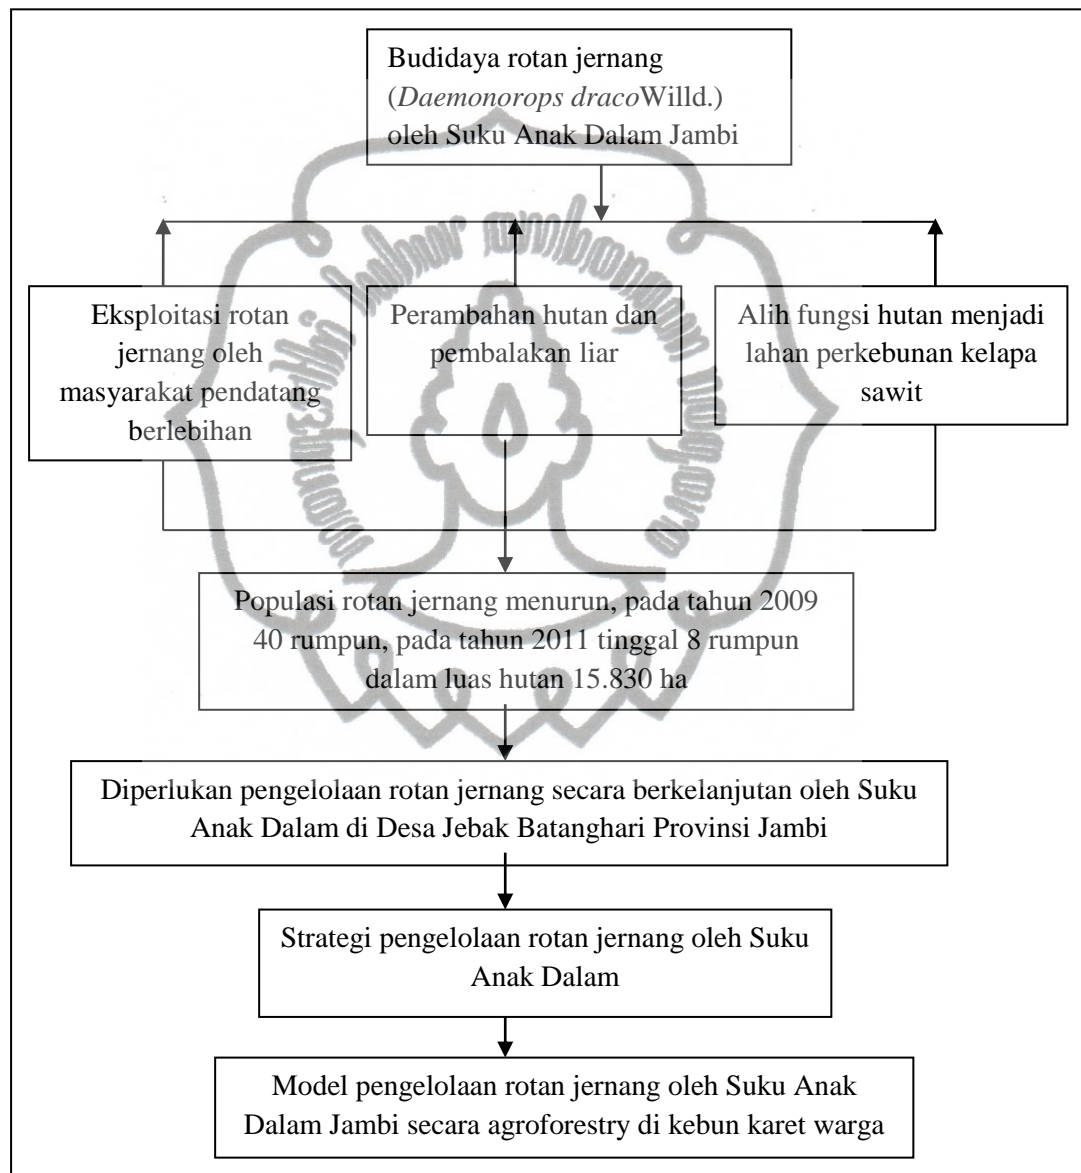 Budidaya rotan jernang
(Daemonorops dracoWilld.)
oleh Suku Anak Dalam Jambi
Eksploitasi rotan
jernang oleh
masyarakat pendatang
berlebihan
Perambahan hutan dan
pembalakan liar
Alih fungsi hutan menjadi
lahan perkebunan kelapa
sawit
Populasi rotan jernang menurun, pada tahun 2009
40 rumpun, pada tahun 2011 tinggal 8 rumpun
dalam luas hutan 15.830 ha
Diperlukan pengelolaan rotan jernang secara berkelanjutan oleh Suku
Anak Dalam di Desa Jebak Batanghari Provinsi Jambi
Strategi pengelolaan rotan jernang oleh Suku
Anak Dalam
Model pengelolaan rotan jernang oleh Suku Anak
Dalam Jambi secara agroforestry di kebun karet warga